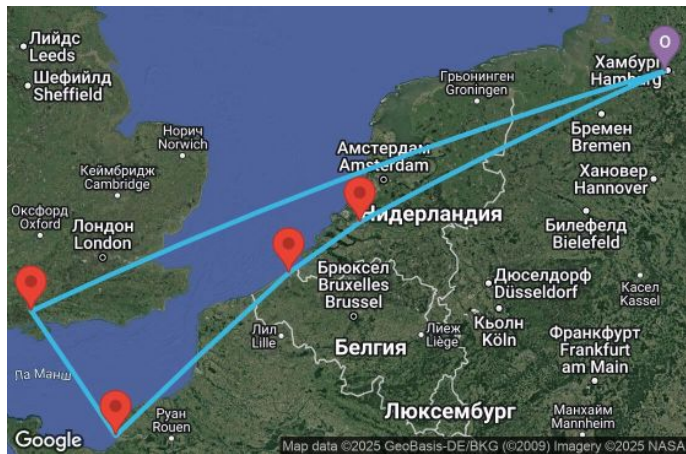 Лийдс
Leeds
Шефийлд
Sheffield
Норич
Norwich
Кеймбридж
Cambridge
Оксфорд
Oxford
Лондон
London
Грьонинген
Groningen
Амстердам
Amsterdam
Нидерландия
O
Хамбург
Hamburg
Бремен
Bremen
Хановер
Hannover
Билефелд
Bielefeld
Брюксел
Bruxelles
Brussel
Дюселдорф
Düsseldorf
Касел
Kassel
Лил
Lille
Лиеж
Liège
Кьолн
Köln
Белгия
Франкфурт
Frankfurt
am Main
Ла Манш
Руан
Rouen
Люксембург
Манхайм
Mannheim
Google
Map data ©2025 GeoBasis-DE/BKG (©2009) Imagery ©2025 NASA